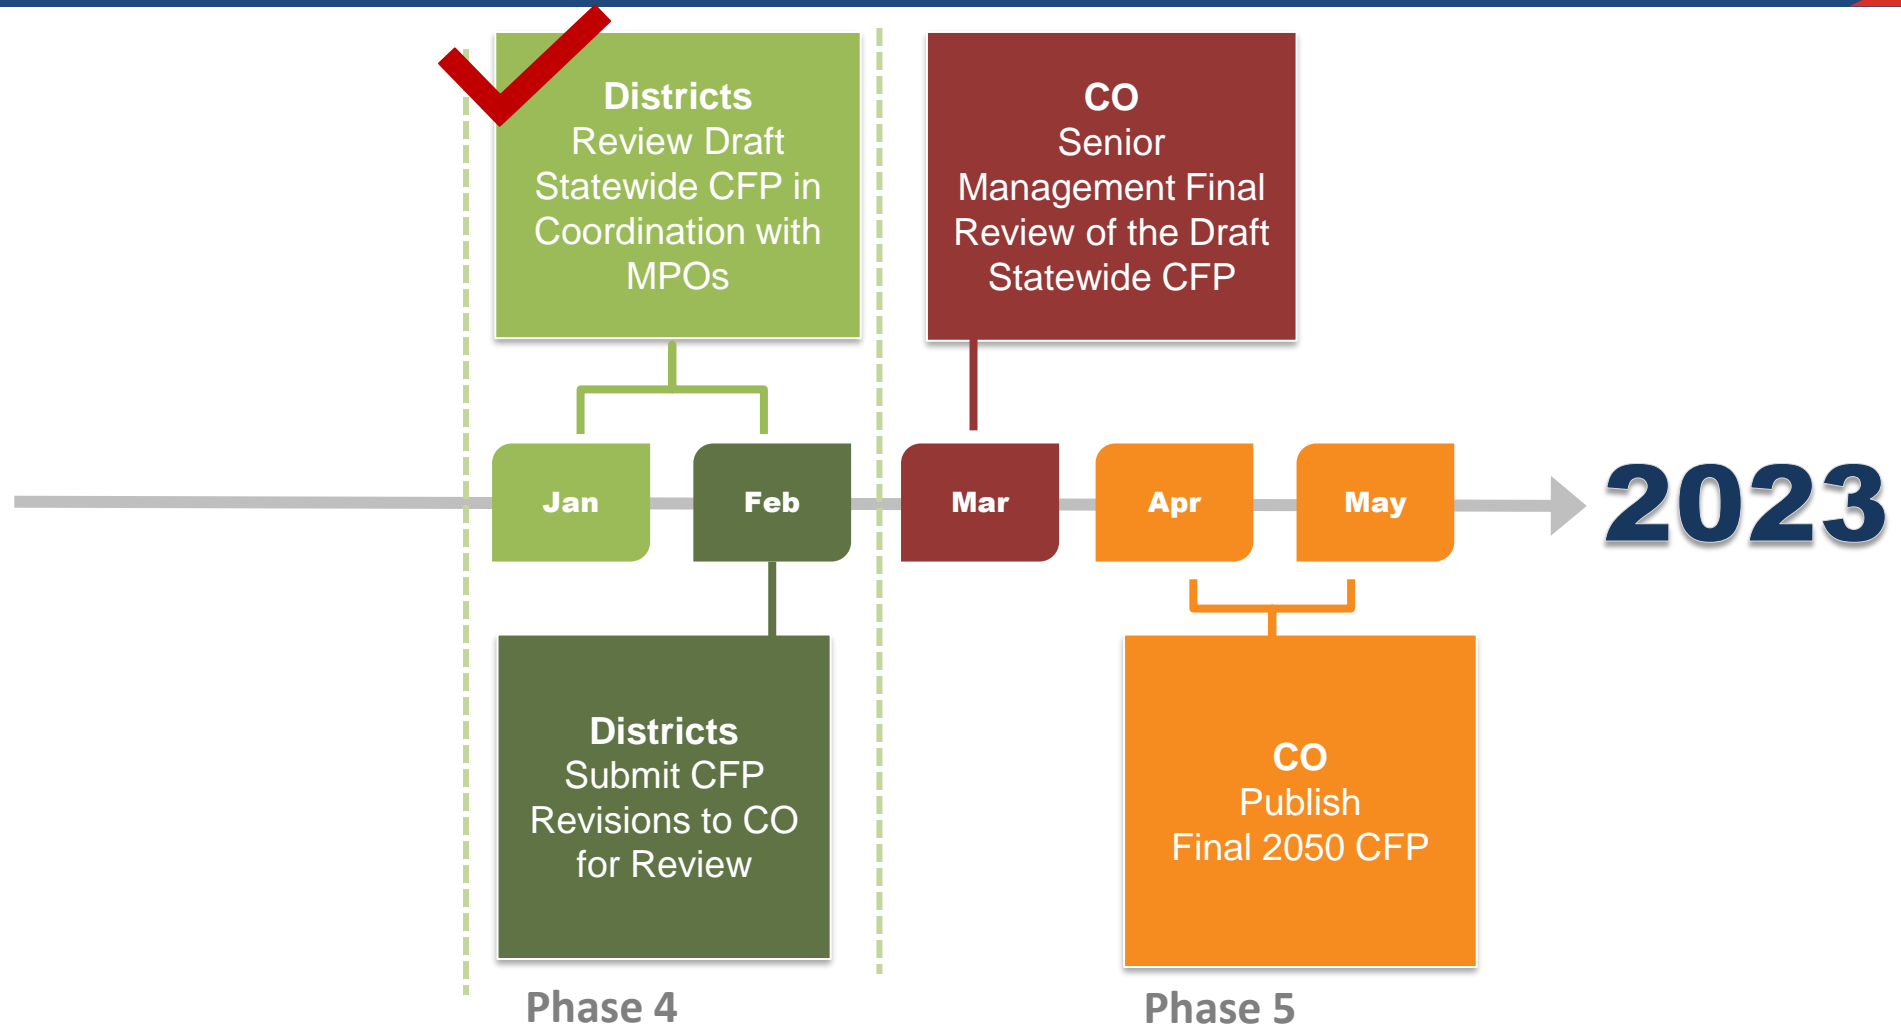 Districts
Review Draft
Statewide CFP in
Coordination with
MPOs
CO
Senior
Management Final
Review of the Draft
Statewide CFP
Jan
Feb
Mar
Apr
May
2023
Districts
Submit CFP
Revisions to CO
for Review
CO
Publish
Final 2050 CFP
Phase 4
Phase 5